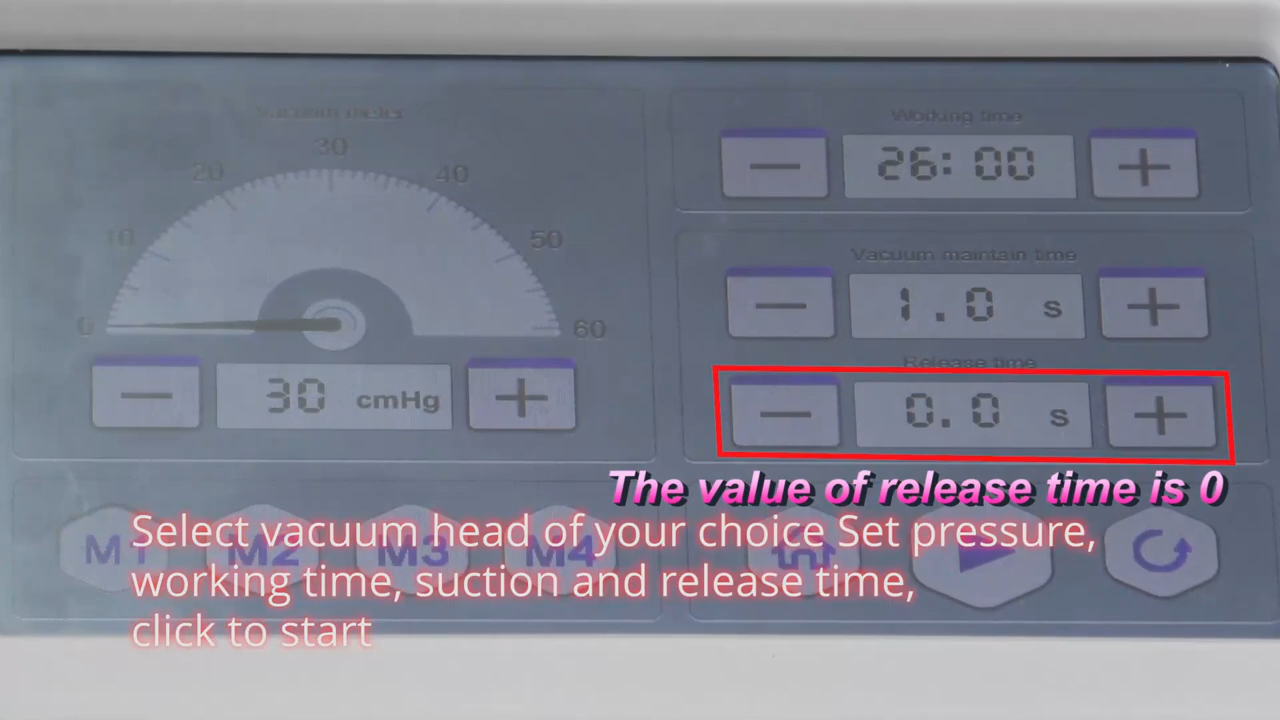 Vacuum meter
0
10
20
30
40
50
60
30 cmHg
Working time
26:00
Vacuum maintain time
1.0 s
Release time
0.0 s
The value of release time is 0
M1 M2 M3 M4
Select vacuum head of your choice Set pressure,
working time, suction and release time,
click to start